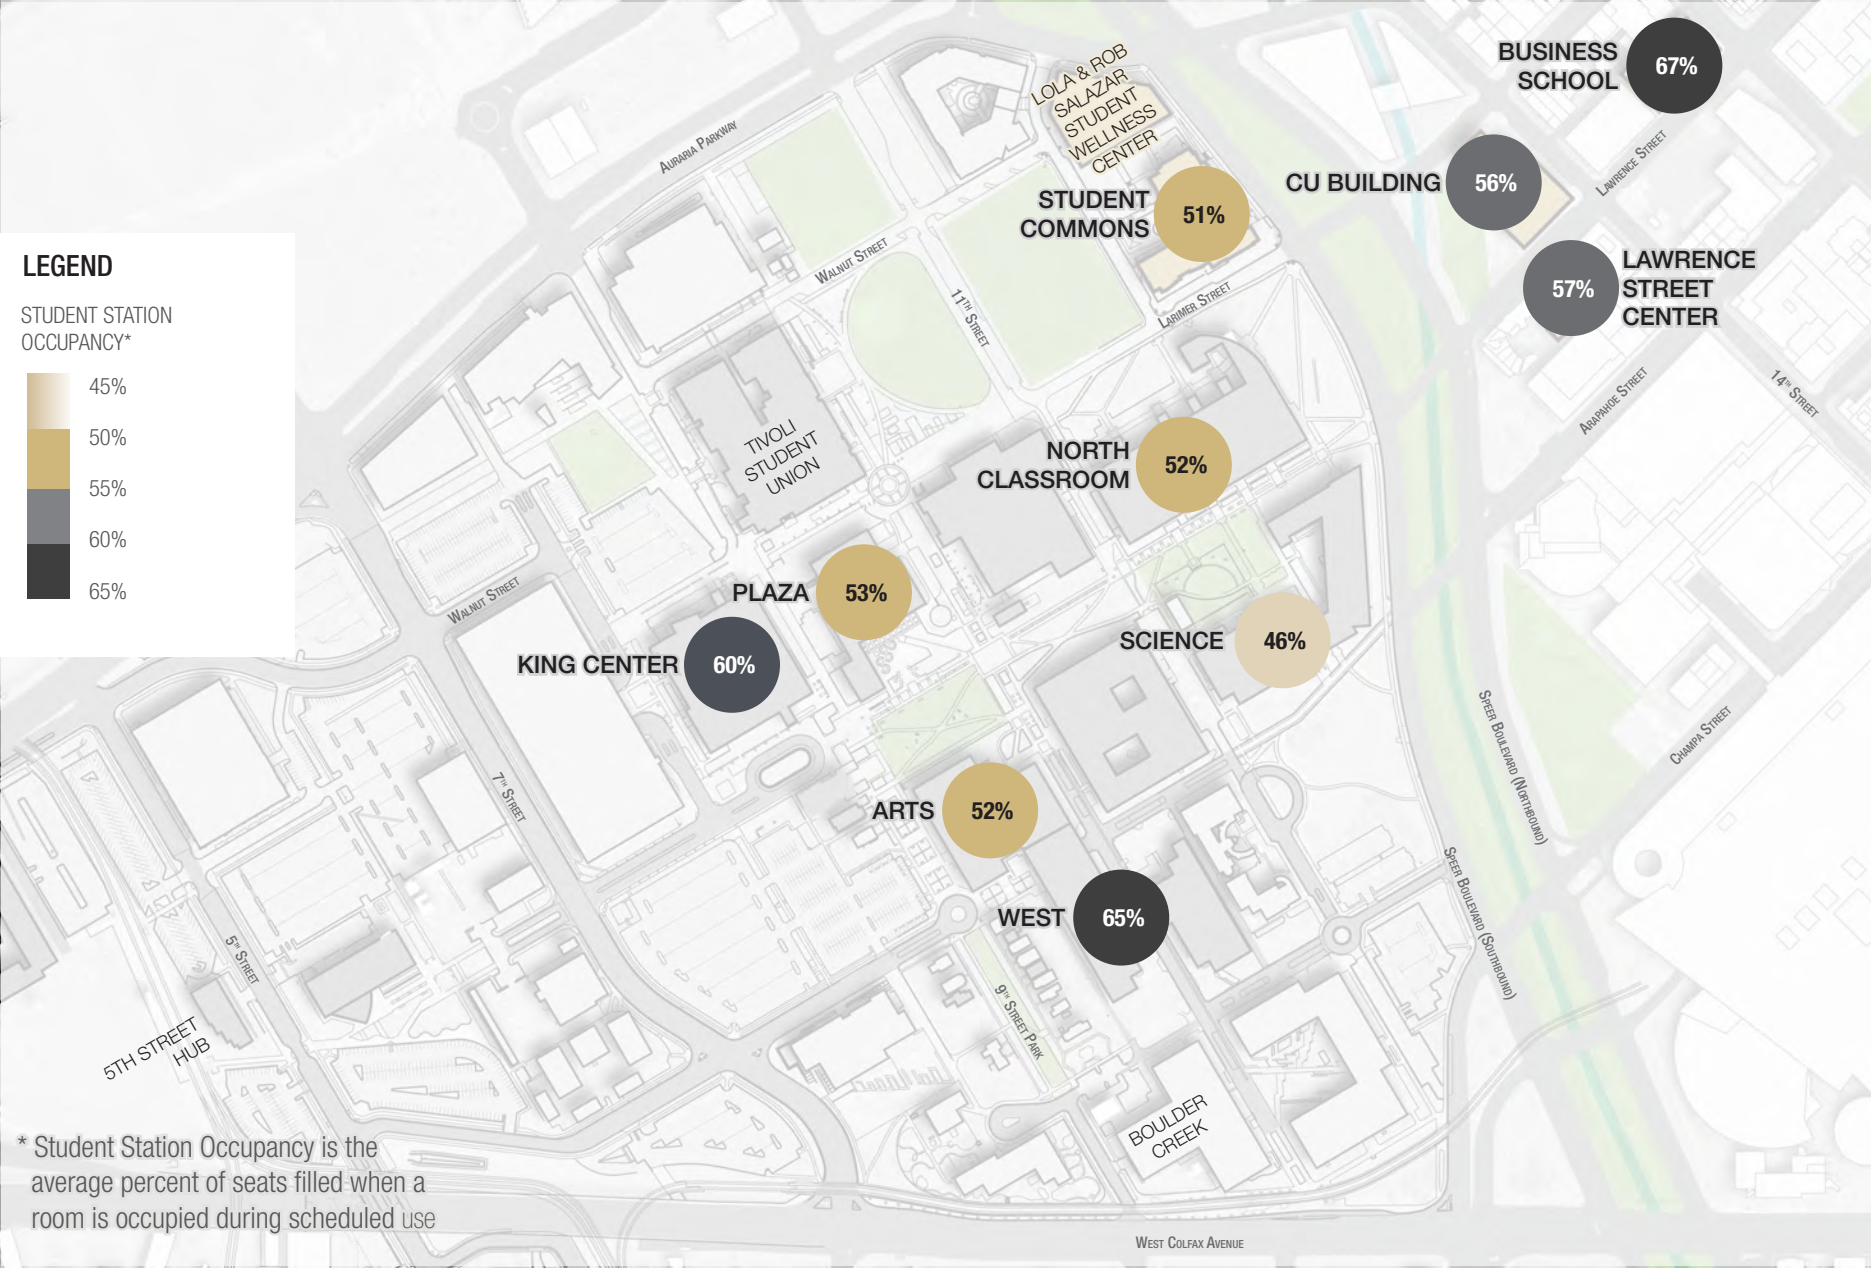 BUSINESS
SCHOOL
67%
LOLA & ROB
SALAZAR
STUDENT
WELLNESS
CENTER
AURARIA PARKWAY
LAWRENCE STREET
CU BUILDING
56%
STUDENT
COMMONS
51%
WALNUT STREET
LAWRENCE
STREET
CENTER
57%
LEGEND
STUDENT STATION
OCCUPANCY*
45%
50%
55%
60%
65%
11TH STREET
LARIMER STREET
ARAPAHOE STREET
14TH STREET
TIVOLI
STUDENT
UNION
NORTH
CLASSROOM
52%
WALNUT STREET
PLAZA
53%
SCIENCE
46%
KING CENTER
60%
SPEER BOULEVARD (NORTHBOUND)
CHAMPA STREET
7TH STREET
ARTS
52%
SPEER BOULEVARD (SOUTHBOUND)
WEST
65%
5TH STREET
9TH STREET PARK
5TH STREET
HUB
BOULDER
CREEK
* Student Station Occupancy is the
average percent of seats filled when a
room is occupied during scheduled use
WEST COLFAX AVENUE